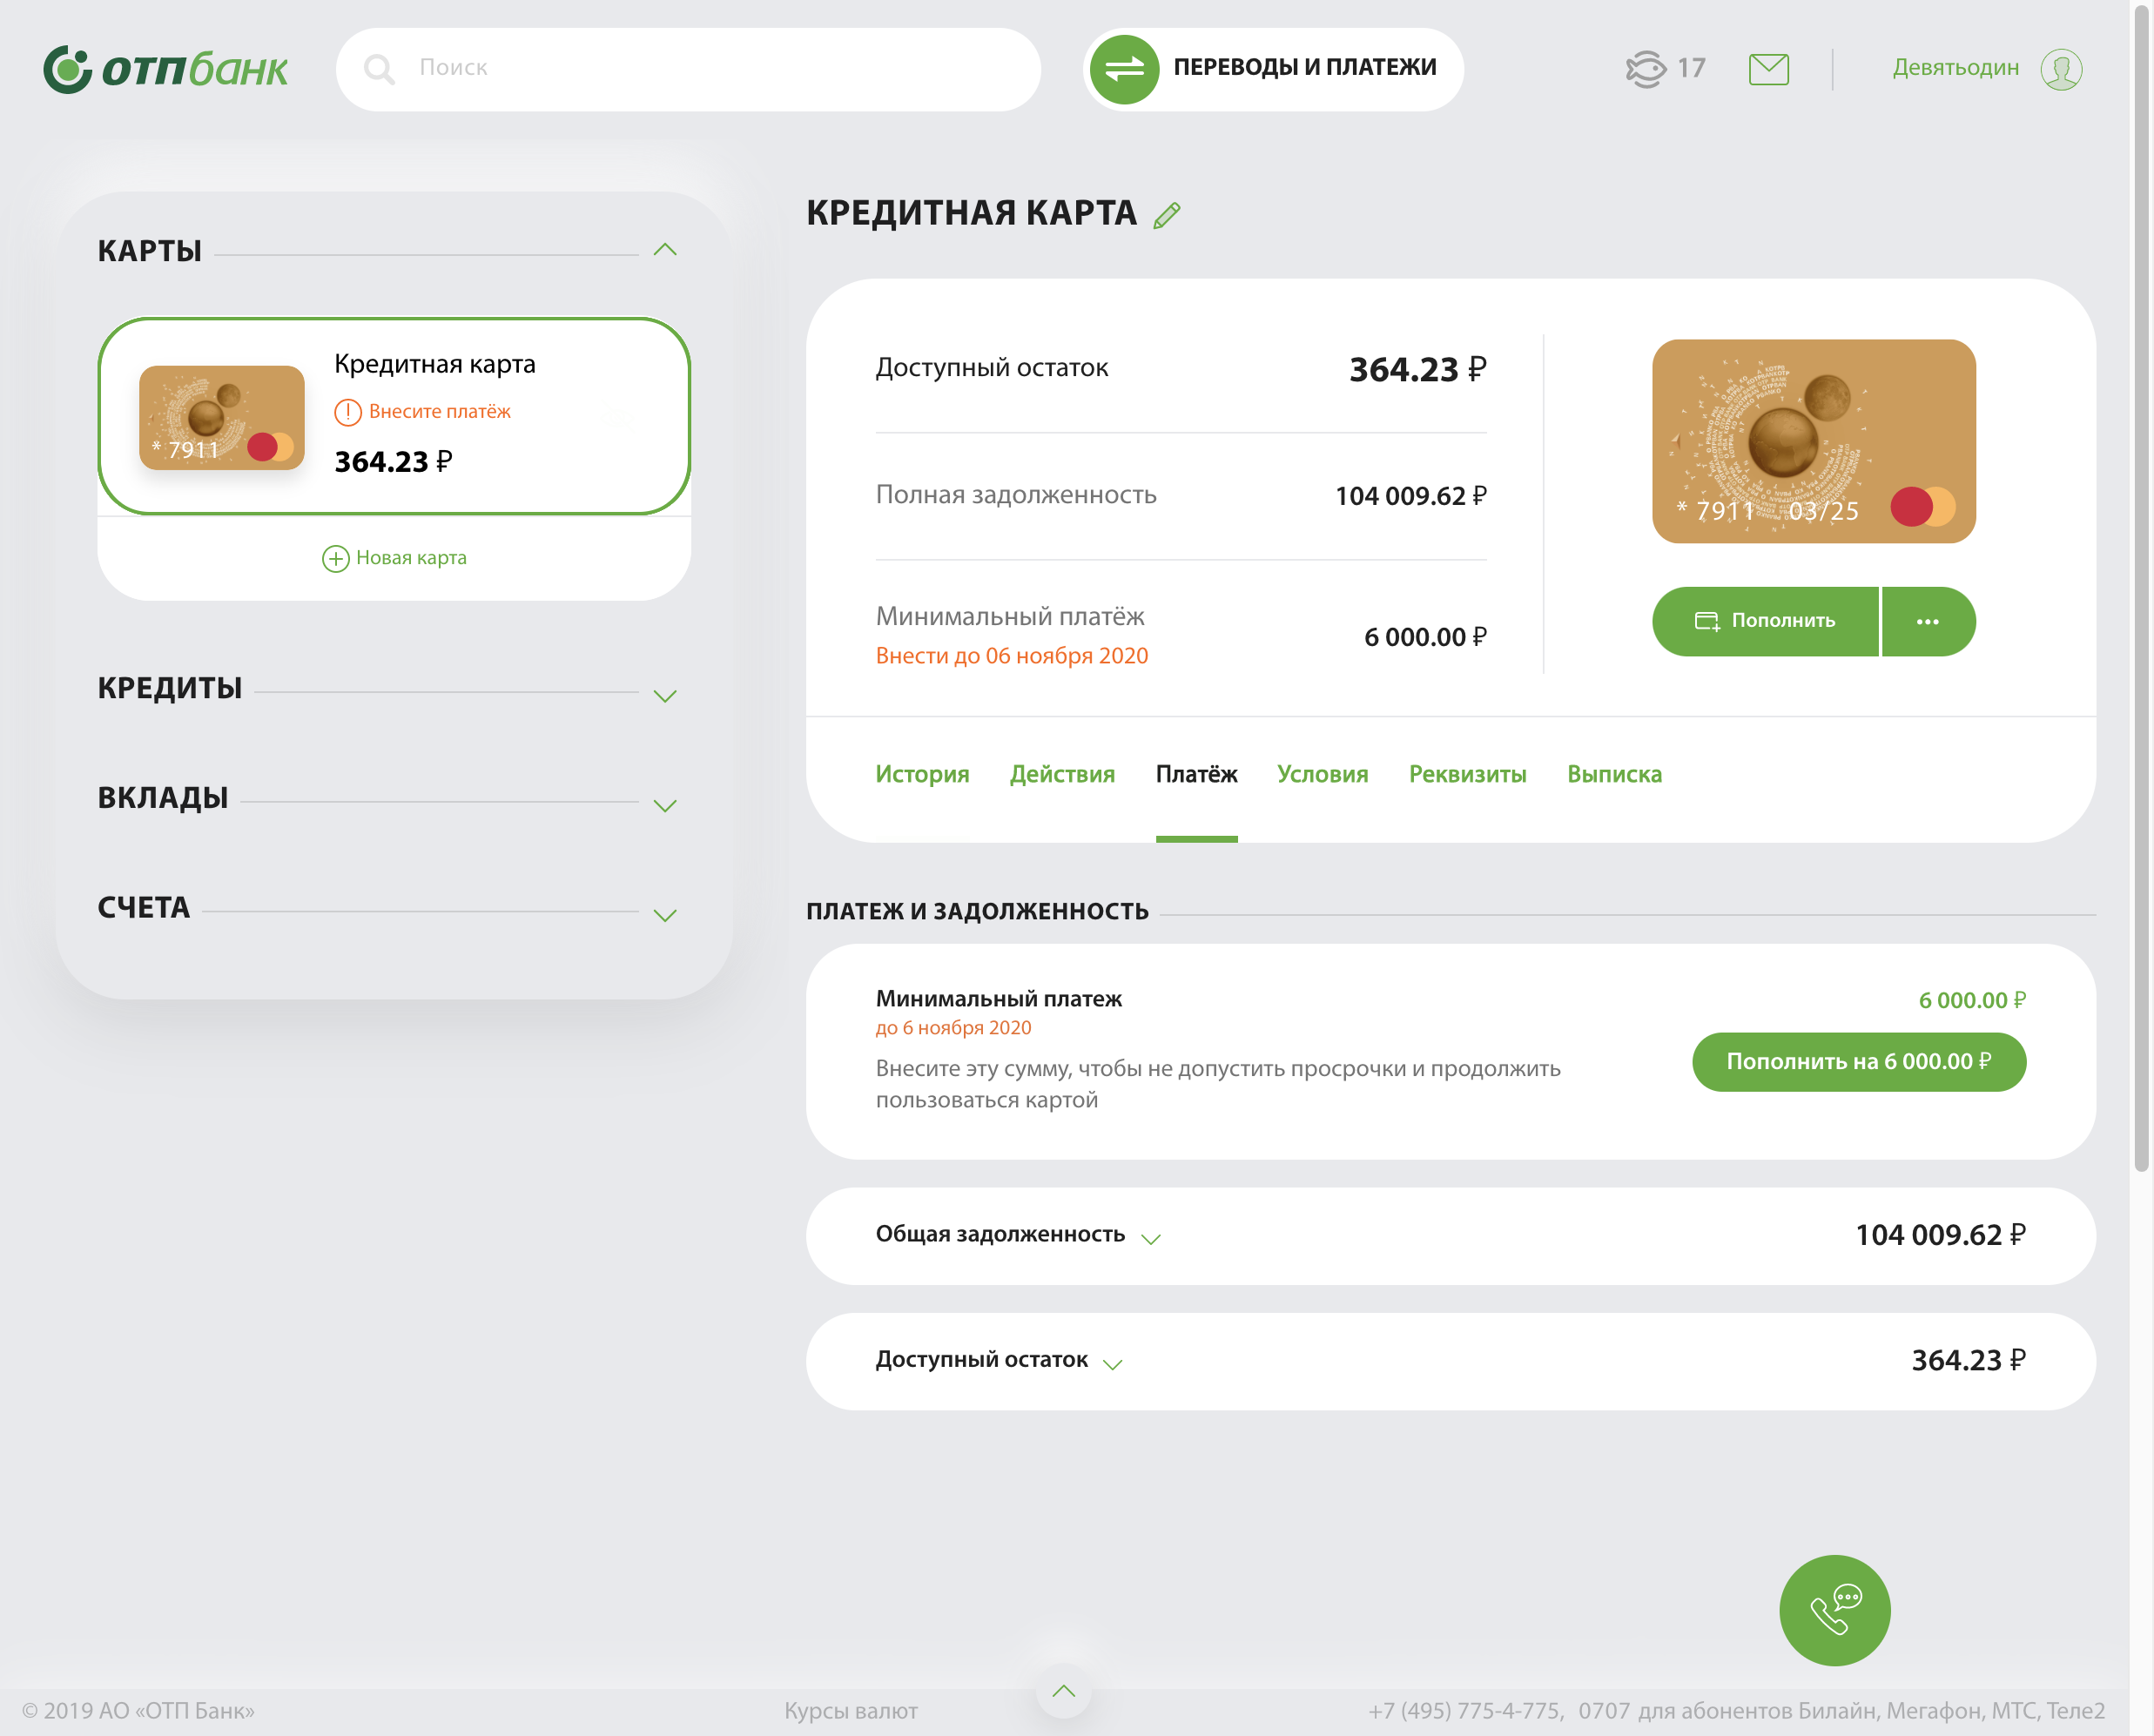 ОТПбанк
Поиск
ПЕРЕВОДЫ И ПЛАТЕЖИ
17
Девятьодин
КАРТЫ
Кредитная карта
Внесите платёж
* 7911
364.23 ₽
Новая карта
КРЕДИТЫ
ВКЛАДЫ
СЧЕТА
КРЕДИТНАЯ КАРТА
Доступный остаток 364.23 ₽
Полная задолженность 104 009.62 ₽
Минимальный платёж
Внести до 06 ноября 2020
6 000.00 ₽
* 7911 03/25
Пополнить
История Действия Платёж Условия Реквизиты Выписка
ПЛАТЕЖ И ЗАДОЛЖЕННОСТЬ
Минимальный платеж 6 000.00 ₽
до 6 ноября 2020
Внесите эту сумму, чтобы не допустить просрочки и продолжить
пользоваться картой
Пополнить на 6 000.00 ₽
Общая задолженность 104 009.62 ₽
Доступный остаток 364.23 ₽
© 2019 АО «ОТП Банк» Курсы валют +7 (495) 775-4-775, 0707 для абонентов Билайн, Мегафон, МТС, Теле2